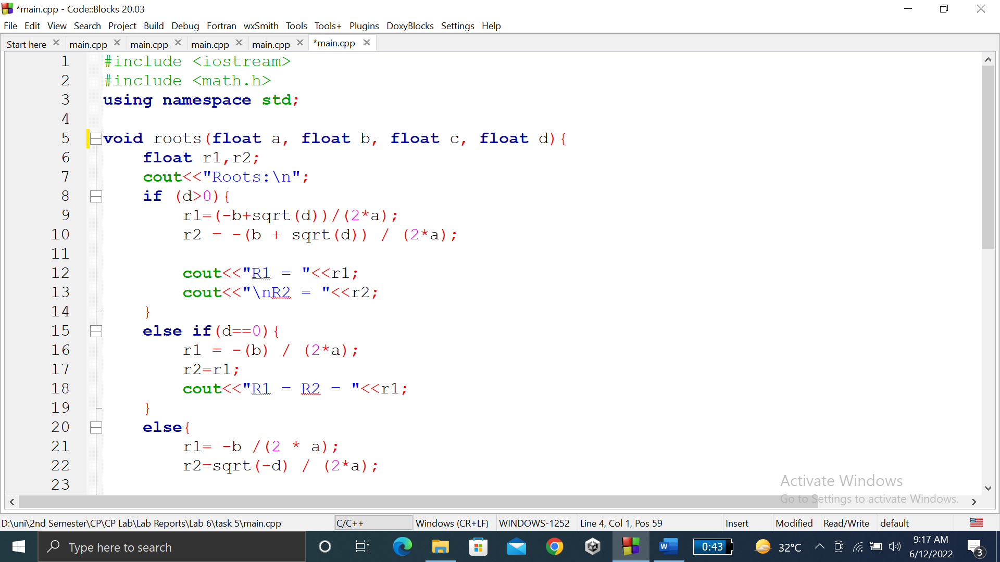 *main.cpp - Code::Blocks 20.03
File Edit View Search Project Build Debug Fortran wxSmith Tools Tools+ Plugins DoxyBlocks Settings Help
Start here main.cpp main.cpp main.cpp main.cpp *main.cpp
1 #include <iostream>
2 #include <math.h>
3 using namespace std;
4
5 void roots(float a, float b, float c, float d){
6 float r1,r2;
7 cout<<"Roots:\n";
8 if (d>0){
9 r1=(-b+sqrt(d))/(2*a);
10 r2 = -(b + sqrt(d)) / (2*a);
11
12 cout<<"R1 = "<<r1;
13 cout<<"\nR2 = "<<r2;
14 }
15 else if(d==0){
16 r1 = -(b) / (2*a);
17 r2=r1;
18 cout<<"R1 = R2 = "<<r1;
19 }
20 else{
21 r1= -b /(2 * a);
22 r2=sqrt(-d) / (2*a);
23
Activate Windows
Go to Settings to activate Windows.
D:\uni\2nd Semester\CP\CP Lab\Lab Reports\Lab 6\task 5\main.cpp C/C++ Windows (CR+LF) WINDOWS-1252 Line 4, Col 1, Pos 59 Insert Modified Read/Write default
Type here to search W 0:43 32°C 9:17 AM
6/12/2022 3